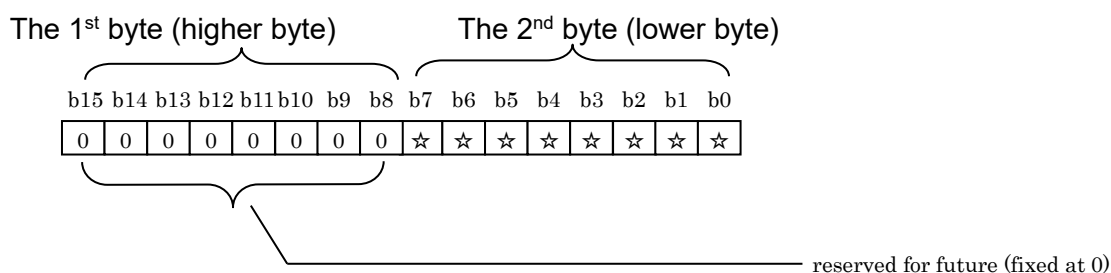 The 1st byte (higher byte) The 2nd byte (lower byte)
b15 b14 b13 b12 b11 b10 b9 b8 b7 b6 b5 b4 b3 b2 b1 b0
0 0 0 0 0 0 0 0 ☆ ☆ ☆ ☆ ☆ ☆ ☆ ☆
reserved for future (fixed at 0)